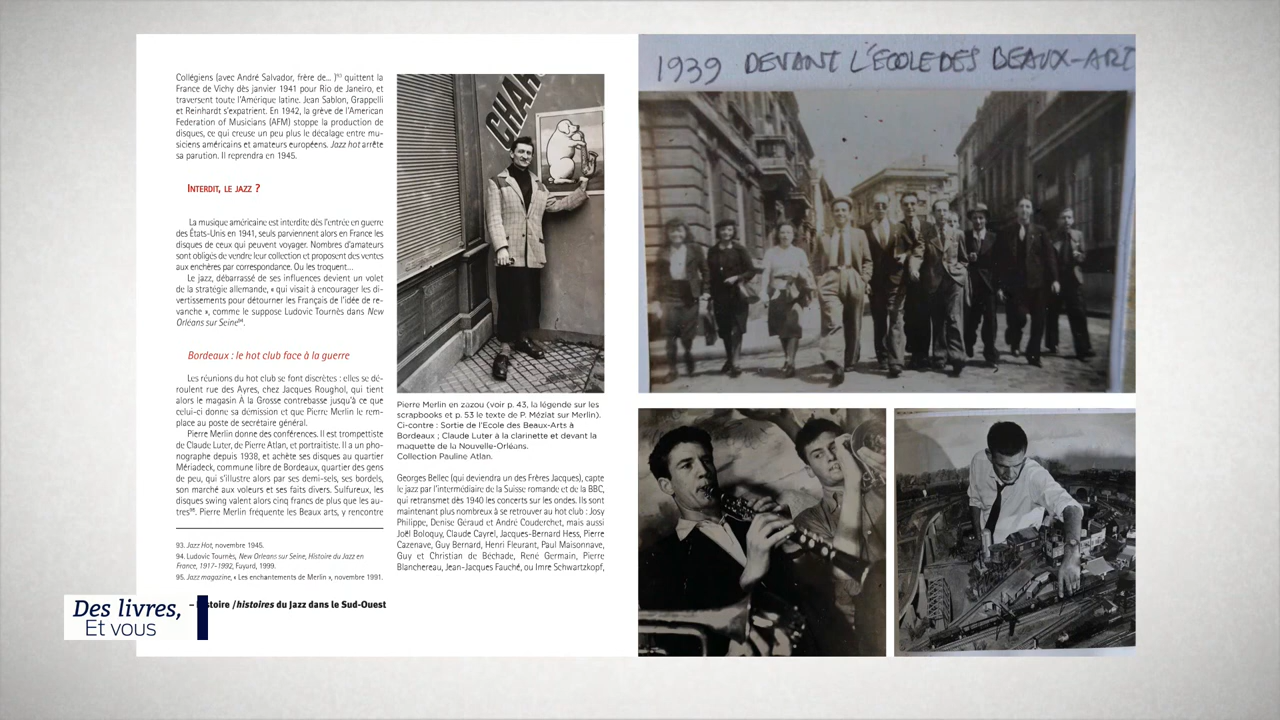 Collégiens (avec André Salvador, frère de... )⁹³ quittent la
France de Vichy dès janvier 1941 pour Rio de Janeiro, et
traversent toute l'Amérique latine. Jean Sablon, Grappelli
et Reinhardt s'expatrient. En 1942, la grève de l'American
Federation of Musicians (AFM) stoppe la production de
disques, ce qui creuse un peu plus le décalage entre mu-
siciens américains et amateurs européens. Jazz hot arrête
sa parution. Il reprendra en 1945.
INTERDIT, LE JAZZ ?
La musique américaine est interdite dès l'entrée en guerre
des États-Unis en 1941, seuls parviennent alors en France les
disques de ceux qui peuvent voyager. Nombres d'amateurs
sont obligés de vendre leur collection et proposent des ventes
aux enchères par correspondance. Ou les troquent...
Le jazz, débarrassé de ses influences devient un volet
de la stratégie allemande, « qui visait à encourager les di-
vertissements pour détourner les Français de l'idée de re-
vanche », comme le suppose Ludovic Tournès dans New
Orléans sur Seine⁹⁴.
Bordeaux : le hot club face à la guerre
Les réunions du hot club se font discrètes : elles se dé-
roulent rue des Ayres, chez Jacques Roughol, qui tient
alors le magasin À la Grosse contrebasse jusqu'à ce que
celui-ci donne sa démission et que Pierre Merlin le rem-
place au poste de secrétaire général.
Pierre Merlin donne des conférences. Il est trompettiste
de Claude Luter, de Pierre Atlan, et portraitiste. Il a un pho-
nographe depuis 1938, et achète ses disques au quartier
Mériadeck, commune libre de Bordeaux, quartier des gens
de peu, qui s'illustre alors par ses demi-sels, ses bordels,
son marché aux voleurs et ses faits divers. Sulfureux, les
disques swing valent alors cinq francs de plus que les au-
tres⁹⁵. Pierre Merlin fréquente les Beaux arts, y rencontre
93. Jazz Hot, novembre 1945.
94. Ludovic Tournès, New Orleans sur Seine, Histoire du Jazz en
France, 1917-1992, Fuyard, 1999.
95. Jazz magazine, « Les enchantements de Merlin », novembre 1991.
CHAR
Pierre Merlin en zazou (voir p. 43, la légende sur les
scrapbooks et p. 53 le texte de P. Méziat sur Merlin).
Ci-contre : Sortie de l'Ecole des Beaux-Arts à
Bordeaux ; Claude Luter à la clarinette et devant la
maquette de la Nouvelle-Orléans.
Collection Pauline Atlan.
Georges Bellec (qui deviendra un des Frères Jacques), capte
le jazz par l'intermédiaire de la Suisse romande et de la BBC,
qui retransmet dès 1940 les concerts sur les ondes. Ils sont
maintenant plus nombreux à se retrouver au hot club : Josy
Philippe, Denise Géraud et André Couderchet, mais aussi
Joël Boloquy, Claude Cayrel, Jacques-Bernard Hess, Pierre
Cazenave, Guy Bernard, Henri Fleurant, Paul Maisonnave,
Guy et Christian de Béchade, René Germain, Pierre
Blanchereau, Jean-Jacques Fauché, ou Imre Schwartzkopf,
1939 DEVANT L'ECOLE DES BEAUX-ART
– stoire /histoires du Jazz dans le Sud-Ouest
Des livres,
Et vous